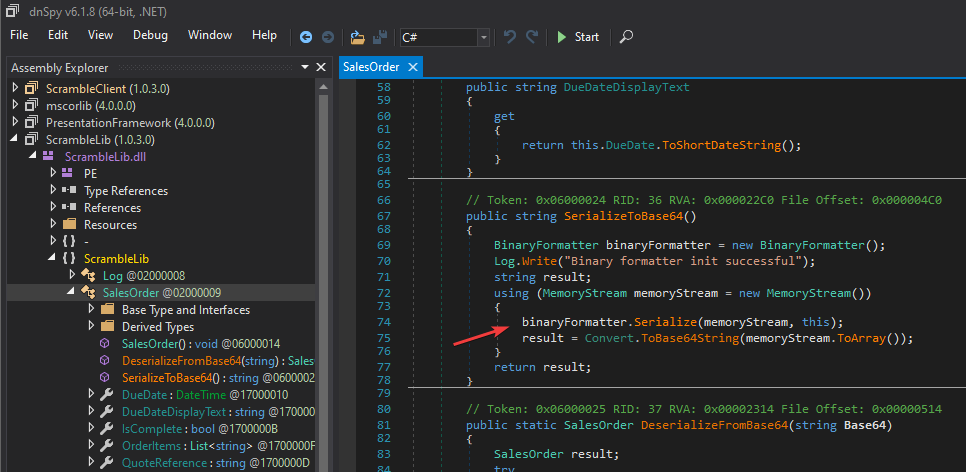 dnSpy v6.1.8 (64-bit, .NET)
File Edit View Debug Window Help C# Start
Assembly Explorer
ScrambleClient (1.0.3.0)
mscorlib (4.0.0.0)
PresentationFramework (4.0.0.0)
ScrambleLib (1.0.3.0)
ScrambleLib.dll
PE
Type References
References
Resources
{ } -
{ } ScrambleLib
Log @02000008
SalesOrder @02000009
Base Type and Interfaces
Derived Types
SalesOrder() : void @06000014
DeserializeFromBase64(string) : Sales
SerializeToBase64() : string @0600002
DueDate : DateTime @17000010
DueDateDisplayText : string @17000
IsComplete : bool @1700000B
OrderItems : List<string> @1700000F
QuoteReference : string @1700000D
SalesOrder
58 public string DueDateDisplayText
59 {
60 get
61 {
62 return this.DueDate.ToShortDateString();
63 }
64 }
65
66 // Token: 0x06000024 RID: 36 RVA: 0x000022C0 File Offset: 0x000004C0
67 public string SerializeToBase64()
68 {
69 BinaryFormatter binaryFormatter = new BinaryFormatter();
70 Log.Write("Binary formatter init successful");
71 string result;
72 using (MemoryStream memoryStream = new MemoryStream())
73 {
74 binaryFormatter.Serialize(memoryStream, this);
75 result = Convert.ToBase64String(memoryStream.ToArray());
76 }
77 return result;
78 }
79
80 // Token: 0x06000025 RID: 37 RVA: 0x00002314 File Offset: 0x00000514
81 public static SalesOrder DeserializeFromBase64(string Base64)
82 {
83 SalesOrder result;
84 try